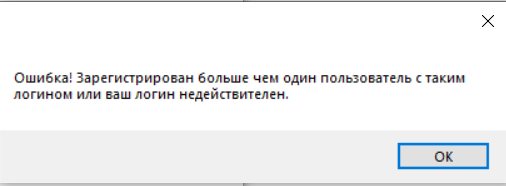 Ошибка! Зарегистрирован больше чем один пользователь с таким
логином или ваш логин недействителен.
OK